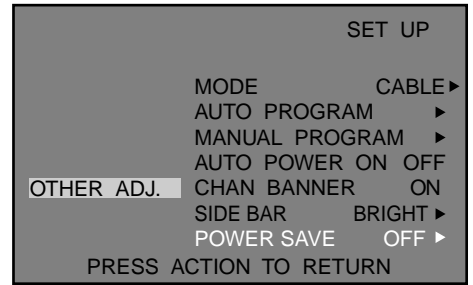 SET UP
MODE CABLE▶
AUTO PROGRAM ▶
MANUAL PROGRAM ▶
AUTO POWER ON OFF
OTHER ADJ. CHAN BANNER ON
SIDE BAR BRIGHT ▶
POWER SAVE OFF ▶
PRESS ACTION TO RETURN